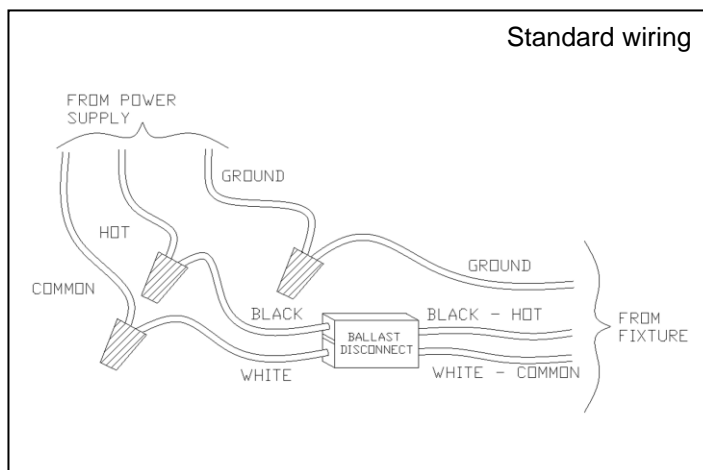 Standard wiring
FROM POWER
SUPPLY
GROUND
HOT
COMMON
GROUND
BLACK
BALLAST
DISCONNECT
BLACK - HOT
FROM
FIXTURE
WHITE
WHITE - COMMON